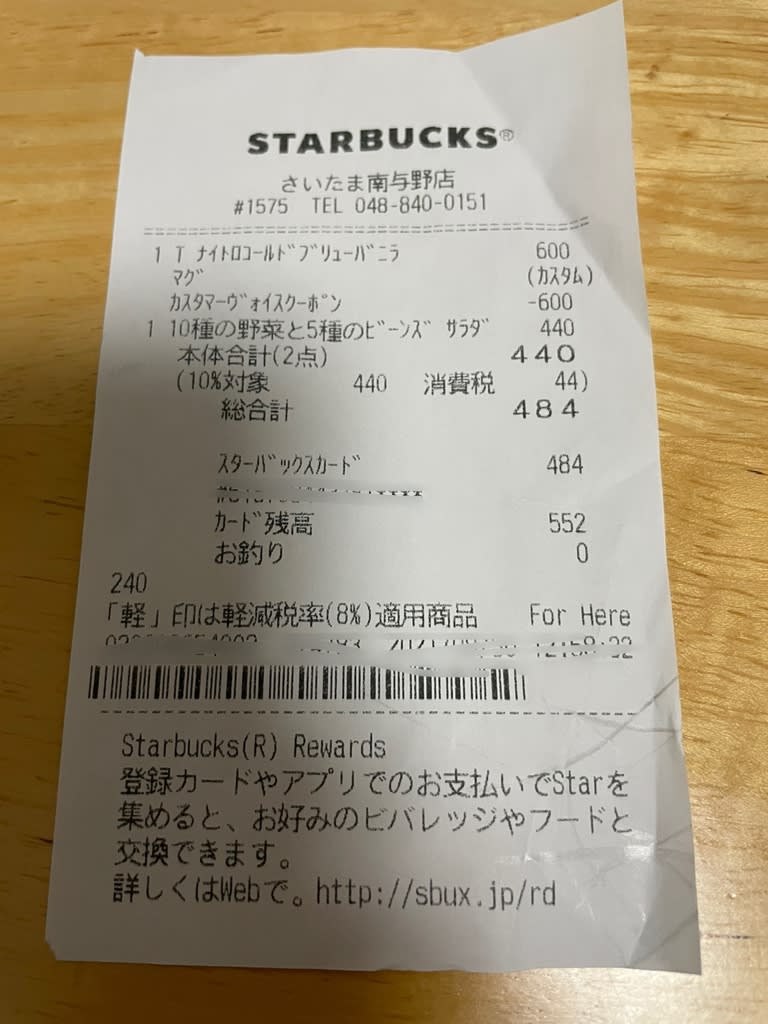 STARBUCKS®
さいたま南与野店
#1575 TEL 048-840-0151
1 T ﾅｲﾄﾛｺｰﾙﾄﾞﾌﾞﾘｭｰﾊﾞﾆﾗ 600
ﾏｸﾞ (ｶｽﾀﾑ)
ｶｽﾀﾏｰｳﾞｫｲｽｸｰﾎﾟﾝ -600
1 10種の野菜と5種のﾋﾞｰﾝｽﾞ ｻﾗﾀﾞ 440
本体合計(2点) 440
(10%対象 440 消費税 44)
総合計 484
ｽﾀｰﾊﾞｯｸｽｶｰﾄﾞ 484
ｶｰﾄﾞ残高 552
お釣り 0
240
「軽」印は軽減税率(8%)適用商品 For Here
Starbucks(R) Rewards
登録カードやアプリでのお支払いでStarを
集めると、お好みのビバレッジやフードと
交換できます。
詳しくはWebで。http://sbux.jp/rd